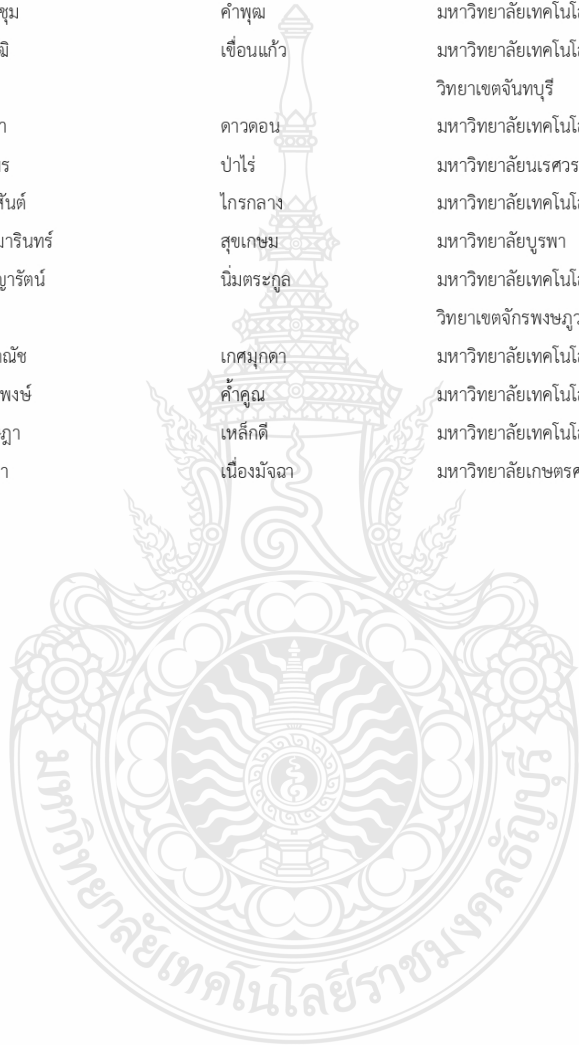 ชุม คำพุฒ มหาวิทยาลัยเทคโนโล
ฒิ เขื่อนแก้ว มหาวิทยาลัยเทคโนโล
วิทยาเขตจันทบุรี
า ดาวดอน มหาวิทยาลัยเทคโนโล
ร ป่าไร่ มหาวิทยาลัยนเรศวร
สันต์ ไกรกลาง มหาวิทยาลัยเทคโนโล
มารินทร์ สุขเกษม มหาวิทยาลัยบูรพา
ญารัตน์ นิ่มตระกูล มหาวิทยาลัยเทคโนโล
วิทยาเขตจักรพงษภูว
าณัช เกศมุกดา มหาวิทยาลัยเทคโนโล
พงษ์ ค้ำคูณ มหาวิทยาลัยเทคโนโล
ษฎา เหล็กดี มหาวิทยาลัยเทคโนโล
า เนื่องมัจฉา มหาวิทยาลัยเกษตรศ
มหาวิทยาลัยเทคโนโลยีราชมงคลธัญบุรี